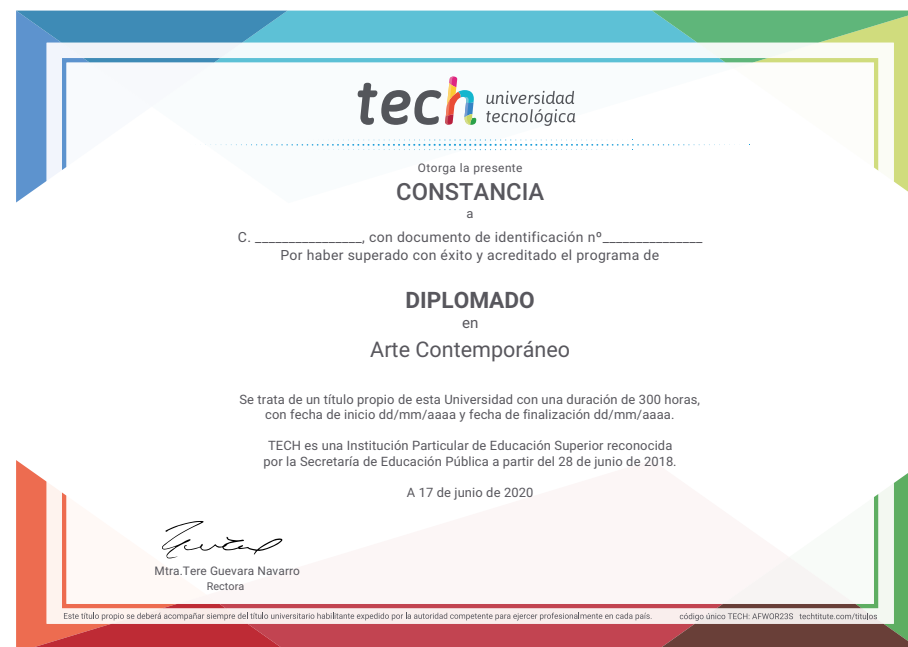 tech universidad
tecnológica
Otorga la presente
CONSTANCIA
a
C. ________________, con documento de identificación nº_______________
Por haber superado con éxito y acreditado el programa de
DIPLOMADO
en
Arte Contemporáneo
Se trata de un título propio de esta Universidad con una duración de 300 horas,
con fecha de inicio dd/mm/aaaa y fecha de finalización dd/mm/aaaa.
TECH es una Institución Particular de Educación Superior reconocida
por la Secretaría de Educación Pública a partir del 28 de junio de 2018.
A 17 de junio de 2020
Mtra.Tere Guevara Navarro
Rectora
Este título propio se deberá acompañar siempre del título universitario habilitante expedido por la autoridad competente para ejercer profesionalmente en cada país.
código único TECH: AFWOR23S techtitute.com/titulos